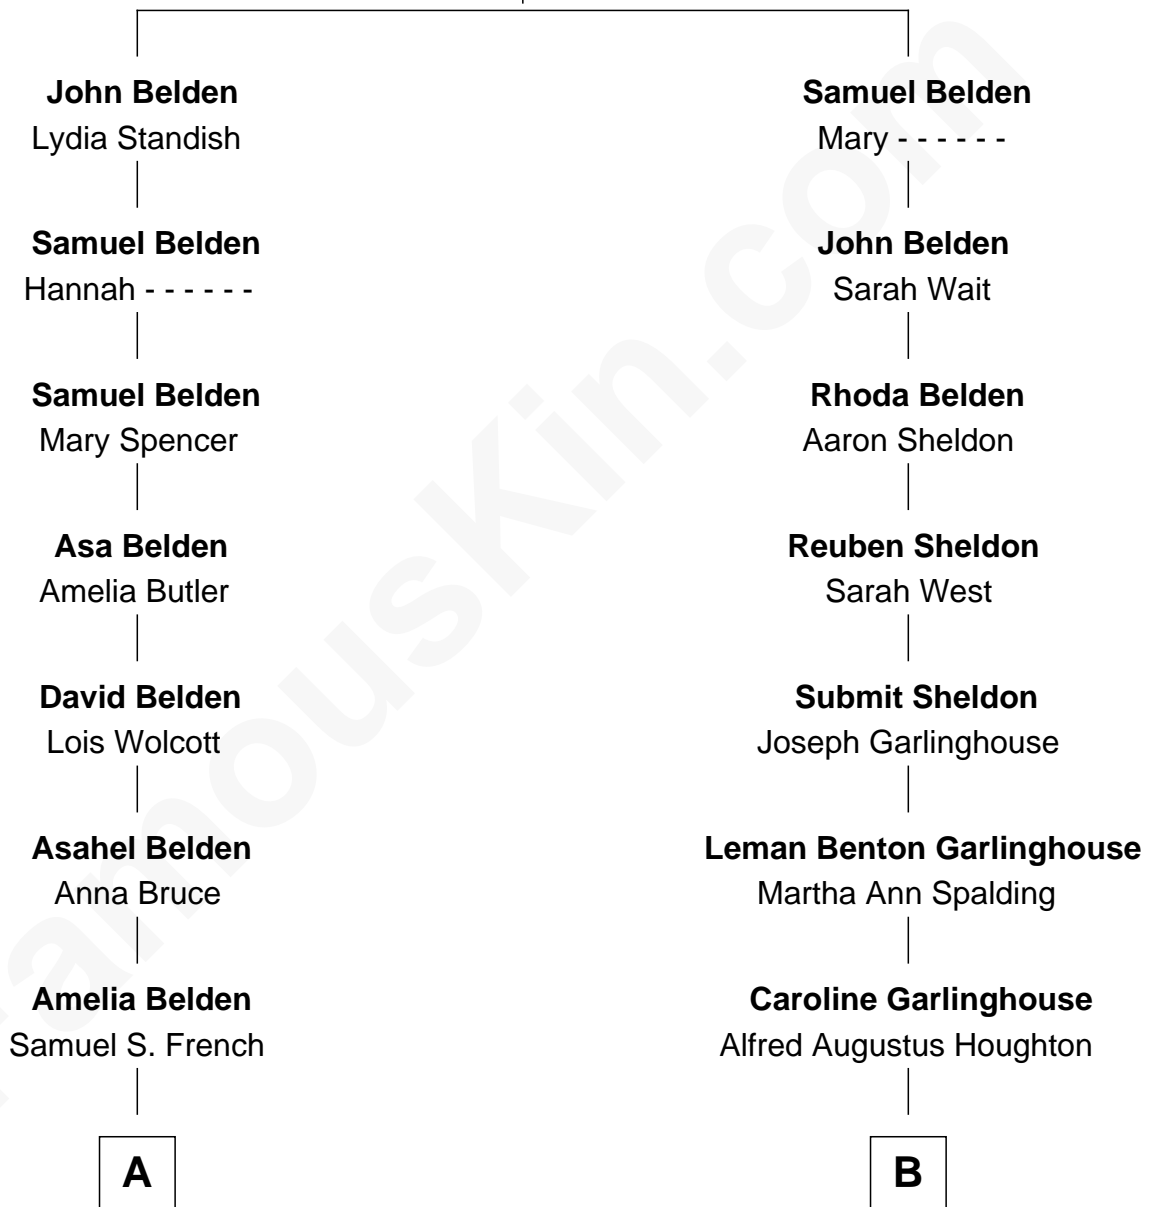 John Belden
Lydia Standish
Samuel Belden
Hannah - - - - - -
Samuel Belden
Mary Spencer
Asa Belden
Amelia Butler
David Belden
Lois Wolcott
Asahel Belden
Anna Bruce
Amelia Belden
Samuel S. French
A
Samuel Belden
Mary - - - - - -
John Belden
Sarah Wait
Rhoda Belden
Aaron Sheldon
Reuben Sheldon
Sarah West
Submit Sheldon
Joseph Garlinghouse
Leman Benton Garlinghouse
Martha Ann Spalding
Caroline Garlinghouse
Alfred Augustus Houghton
B
FamousKin.com